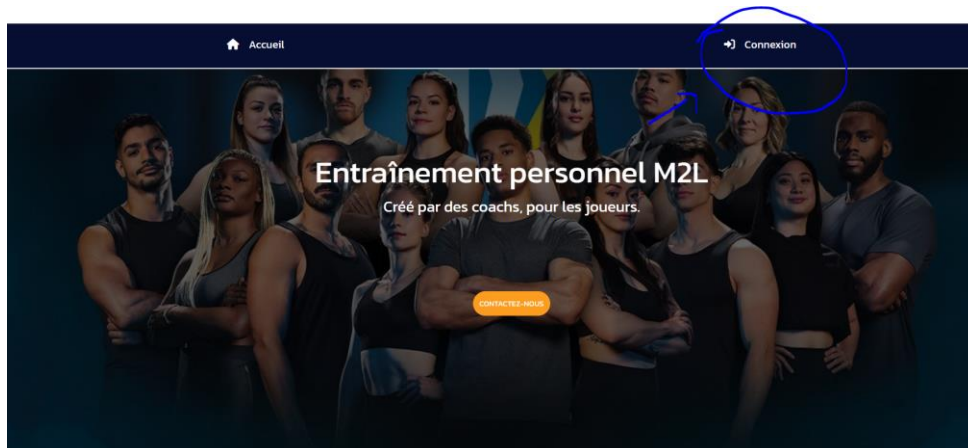 Accueil
Connexion
Entraînement personnel M2L
Créé par des coachs, pour les joueurs.
CONTACTEZ-NOUS